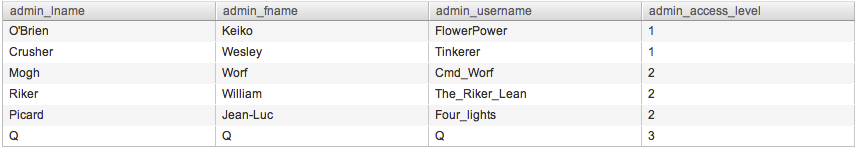 admin_lname admin_fname admin_username admin_access_level
O'Brien Keiko FlowerPower 1
Crusher Wesley Tinkerer 1
Mogh Worf Cmd_Worf 2
Riker William The_Riker_Lean 2
Picard Jean-Luc Four_lights 2
Q Q Q 3